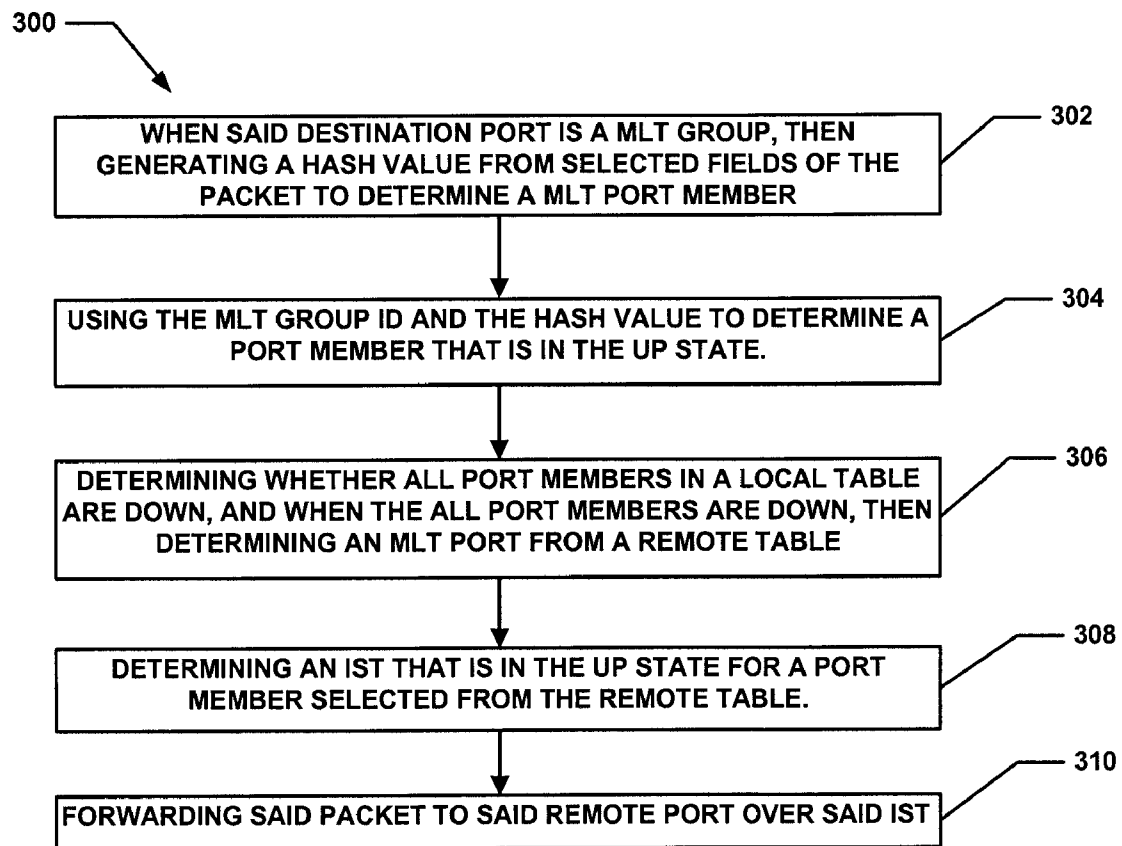 300
302
WHEN SAID DESTINATION PORT IS A MLT GROUP, THEN
GENERATING A HASH VALUE FROM SELECTED FIELDS OF THE
PACKET TO DETERMINE A MLT PORT MEMBER
304
USING THE MLT GROUP ID AND THE HASH VALUE TO DETERMINE A
PORT MEMBER THAT IS IN THE UP STATE.
306
DETERMINING WHETHER ALL PORT MEMBERS IN A LOCAL TABLE
ARE DOWN, AND WHEN THE ALL PORT MEMBERS ARE DOWN, THEN
DETERMINING AN MLT PORT FROM A REMOTE TABLE
308
DETERMINING AN IST THAT IS IN THE UP STATE FOR A PORT
MEMBER SELECTED FROM THE REMOTE TABLE.
310
FORWARDING SAID PACKET TO SAID REMOTE PORT OVER SAID IST